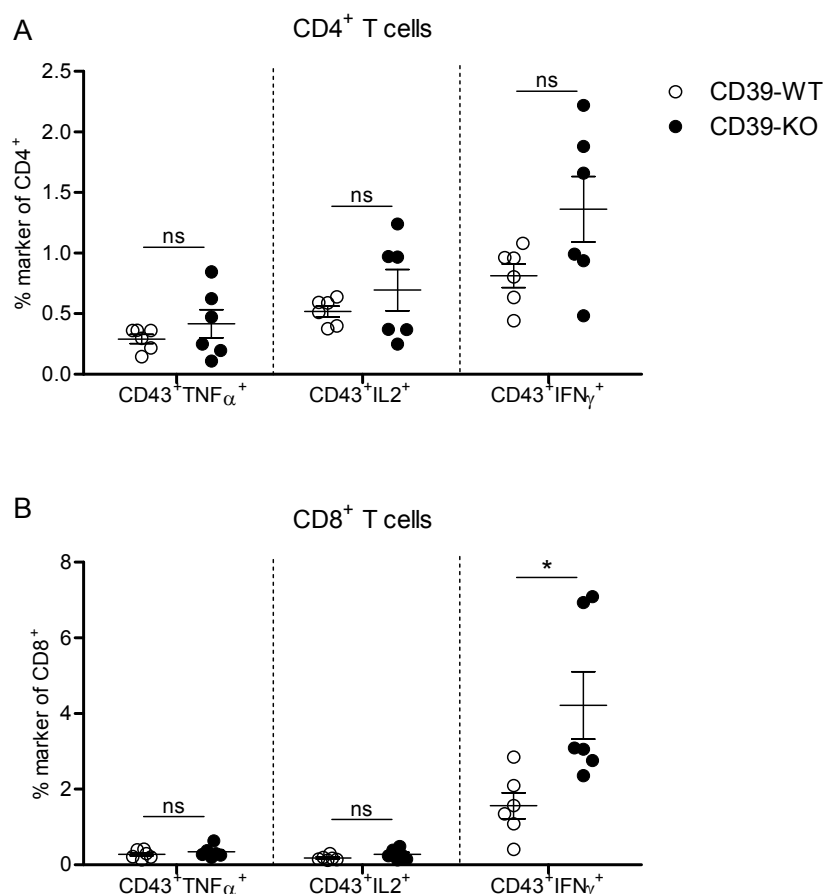 A
CD4⁺ T cells
2.5
2.0
1.5
1.0
0.5
0.0
% marker of CD4⁺
ns
ns
ns
CD43⁺TNFα⁺
CD43⁺IL2⁺
CD43⁺IFNγ⁺
CD39-WT
CD39-KO
B
CD8⁺ T cells
8
6
4
2
0
% marker of CD8⁺
ns
ns
*
CD43⁺TNFα⁺
CD43⁺IL2⁺
CD43⁺IFNγ⁺